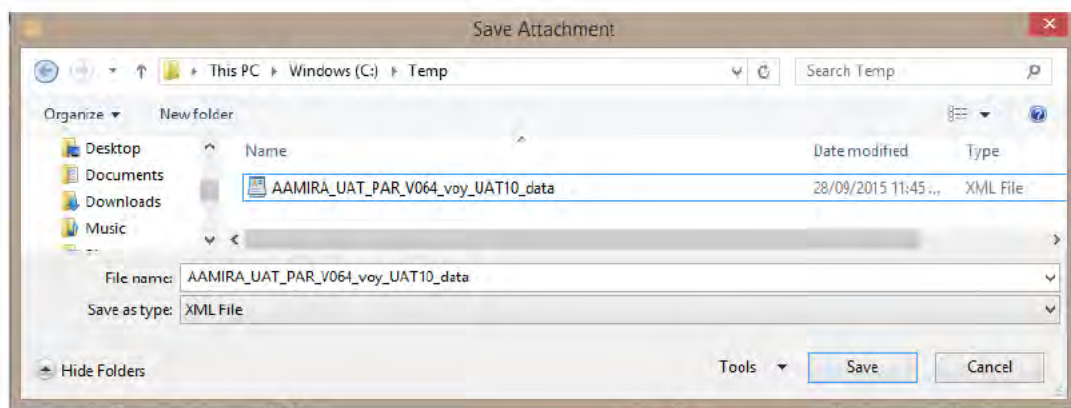 Save Attachment
This PC Windows (C:) Temp Search Temp
Organize New folder
Desktop Name Date modified Type
Documents AAMIRA_UAT_PAR_V064_voy_UAT10_data 28/09/2015 11:45 ... XML File
Downloads
Music
File name: AAMIRA_UAT_PAR_V064_voy_UAT10_data
Save as type: XML File
Hide Folders Tools Save Cancel